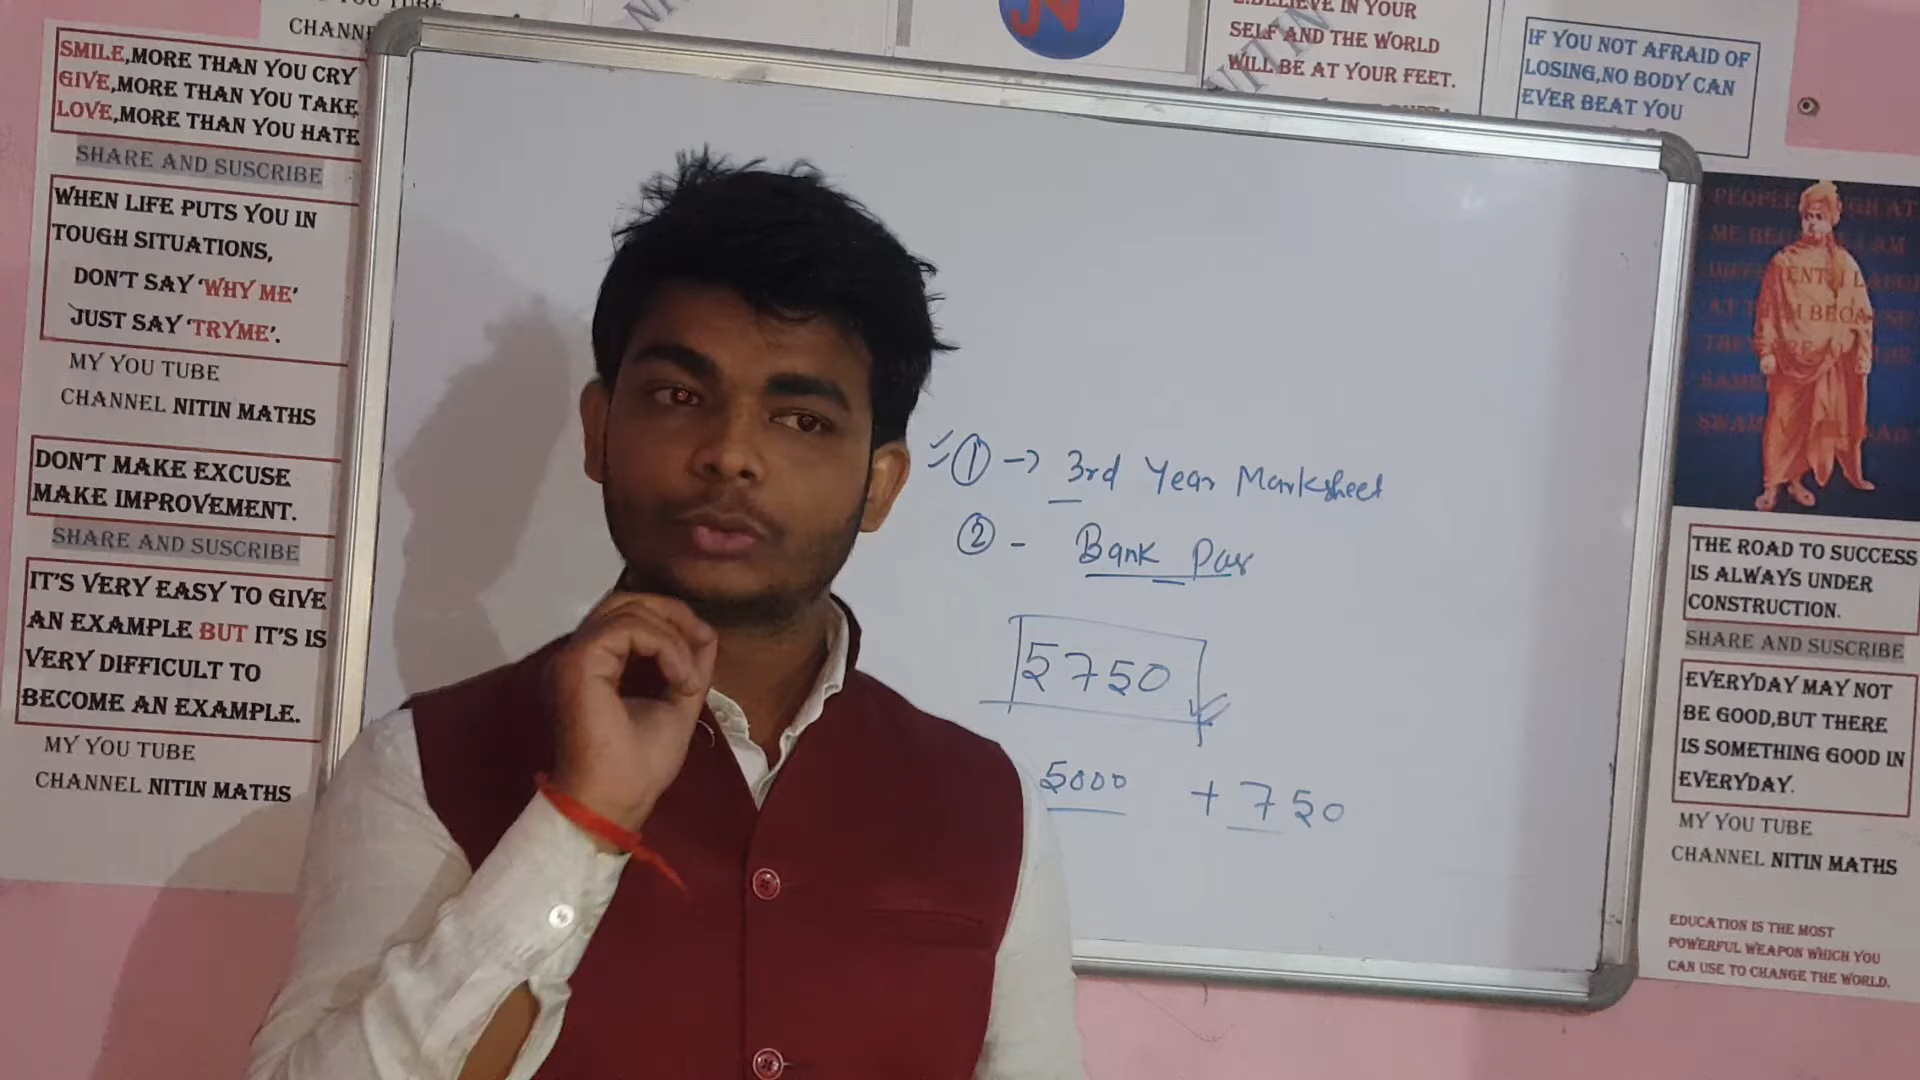 CHANN
SMILE,MORE THAN YOU CRY
GIVE,MORE THAN YOU TAKE
LOVE,MORE THAN YOU HATE
SHARE AND SUSCRIBE
WHEN LIFE PUTS YOU IN
TOUGH SITUATIONS,
DON'T SAY 'WHY ME'
JUST SAY 'TRYME'.
MY YOU TUBE
CHANNEL NITIN MATHS
DON'T MAKE EXCUSE
MAKE IMPROVEMENT.
SHARE AND SUSCRIBE
IT'S VERY EASY TO GIVE
AN EXAMPLE BUT IT'S IS
VERY DIFFICULT TO
BECOME AN EXAMPLE.
MY YOU TUBE
CHANNEL NITIN MATHS
BELIEVE IN YOUR
SELF AND THE WORLD
WILL BE AT YOUR FEET.
IF YOU NOT AFRAID OF
LOSING,NO BODY CAN
EVER BEAT YOU
① → 3rd Year Marksheet
② - Bank Pas
5750
5000 + 750
THE ROAD TO SUCCESS
IS ALWAYS UNDER
CONSTRUCTION.
SHARE AND SUSCRIBE
EVERYDAY MAY NOT
BE GOOD,BUT THERE
IS SOMETHING GOOD IN
EVERYDAY.
MY YOU TUBE
CHANNEL NITIN MATHS
EDUCATION IS THE MOST
POWERFUL WEAPON WHICH YOU
CAN USE TO CHANGE THE WORLD.